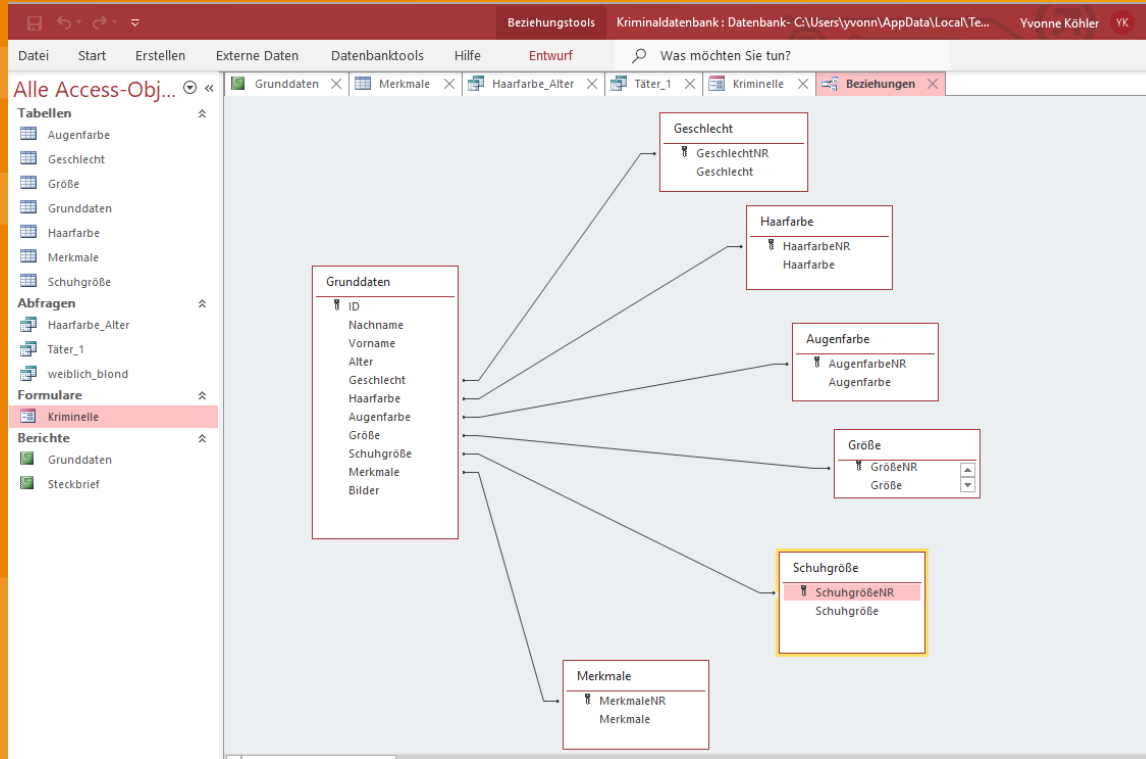 Beziehungstools Kriminaldatenbank : Datenbank- C:\Users\yvonn\AppData\Local\Te... Yvonne Köhler YK
Datei Start Erstellen Externe Daten Datenbanktools Hilfe Entwurf Was möchten Sie tun?
Alle Access-Obj... «
Tabellen
Augenfarbe
Geschlecht
Größe
Grunddaten
Haarfarbe
Merkmale
Schuhgröße
Abfragen
Haarfarbe_Alter
Täter_1
weiblich_blond
Formulare
Kriminelle
Berichte
Grunddaten
Steckbrief
Grunddaten Merkmale Haarfarbe_Alter Täter_1 Kriminelle Beziehungen
Grunddaten
ID
Nachname
Vorname
Alter
Geschlecht
Haarfarbe
Augenfarbe
Größe
Schuhgröße
Merkmale
Bilder
Geschlecht
GeschlechtNR
Geschlecht
Haarfarbe
HaarfarbeNR
Haarfarbe
Augenfarbe
AugenfarbeNR
Augenfarbe
Größe
GrößeNR
Größe
Schuhgröße
SchuhgrößeNR
Schuhgröße
Merkmale
MerkmaleNR
Merkmale